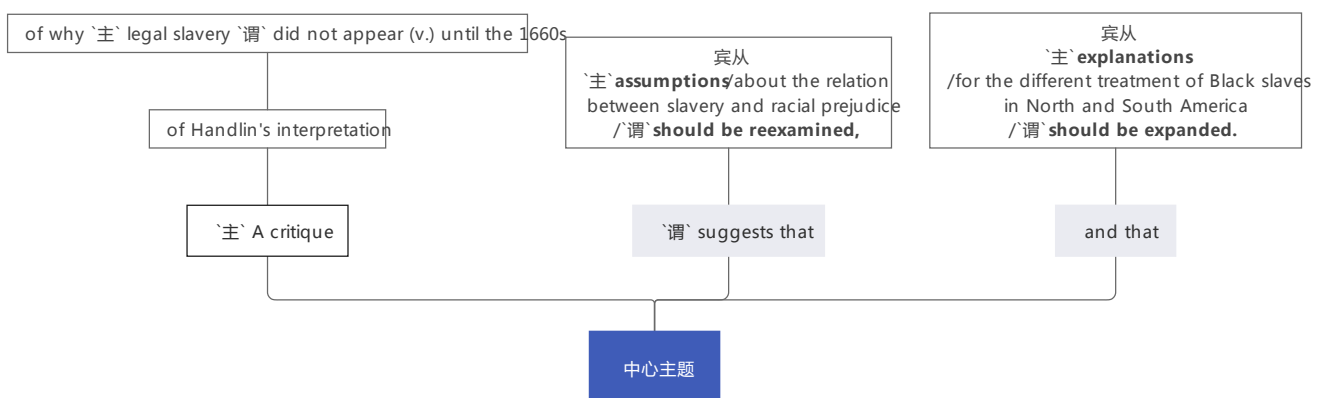 of why `主` legal slavery `谓` did not appear (v.) until the 1660s
of Handlin's interpretation
`主` A critique
宾从
`主`assumptions/about the relation
between slavery and racial prejudice
/`谓`should be reexamined,
`谓` suggests that
宾从
`主`explanations
/for the different treatment of Black slaves
in North and South America
/`谓`should be expanded.
and that
中心主题